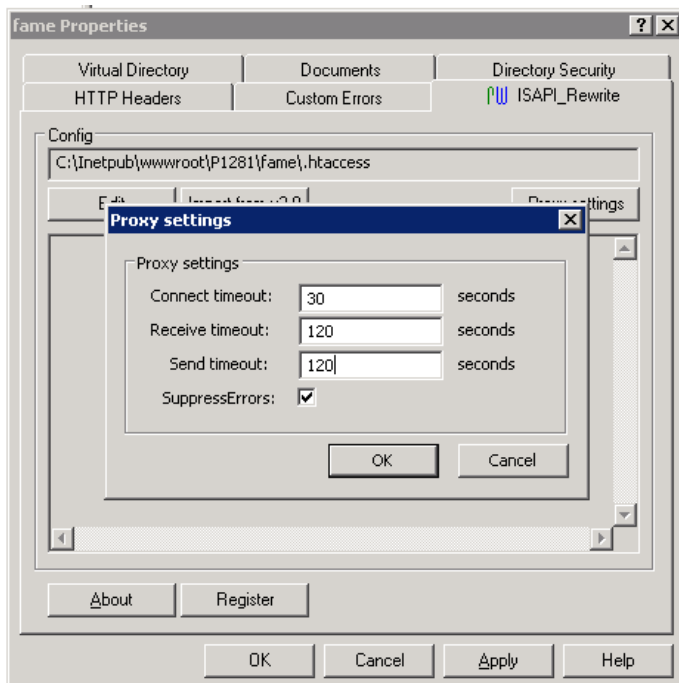 fame Properties
Virtual Directory Documents Directory Security
HTTP Headers Custom Errors ISAPI_Rewrite
Config
C:\Inetpub\wwwroot\P1281\fame\.htaccess
Proxy settings
Proxy settings
Connect timeout: 30 seconds
Receive timeout: 120 seconds
Send timeout: 120 seconds
SuppressErrors:
OK Cancel
About Register
OK Cancel Apply Help